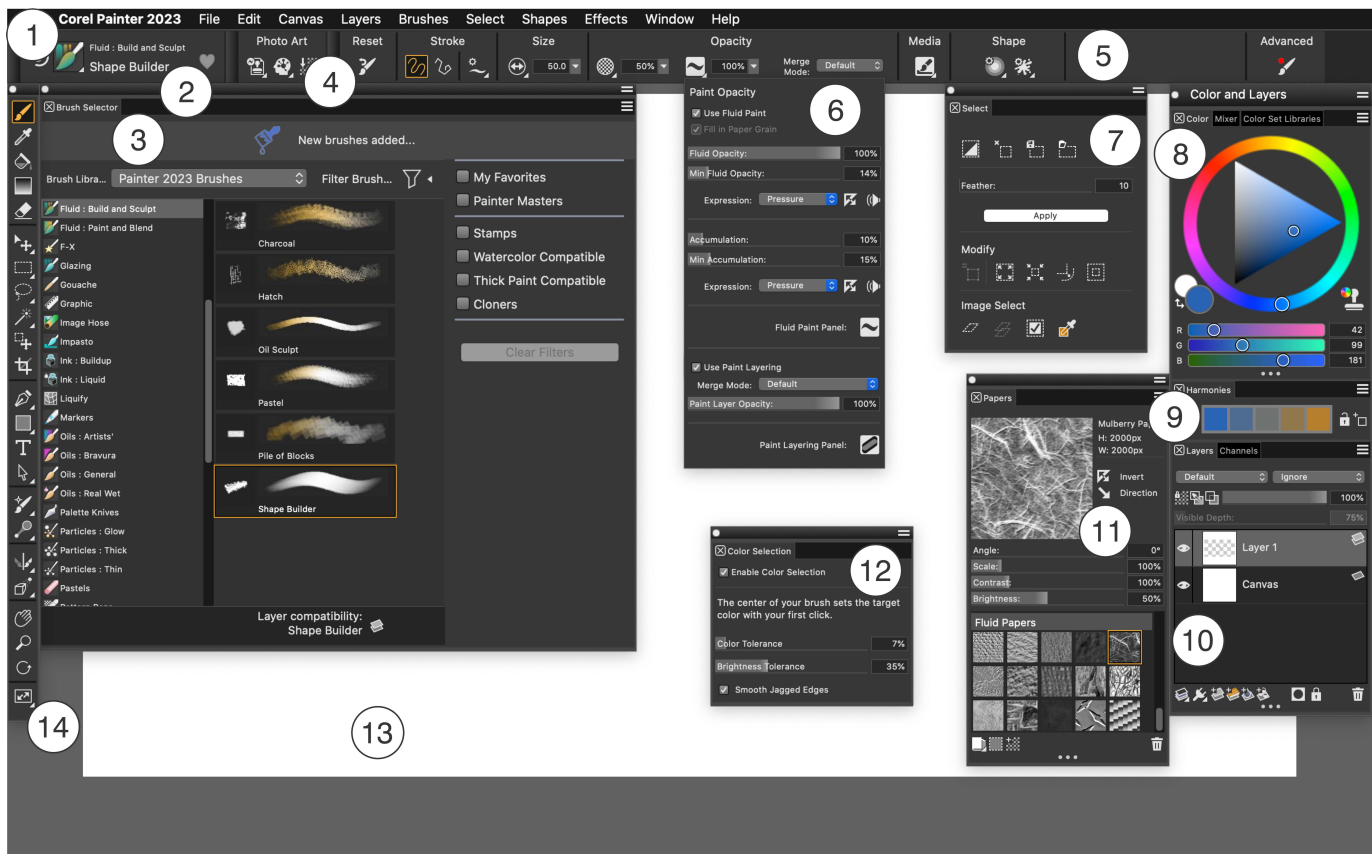 Corel Painter 2023 File Edit Canvas Layers Brushes Select Shapes Effects Window Help
1
Fluid : Build and Sculpt
Shape Builder
2
Photo Art
Reset
Stroke
Size
50.0
Opacity
50%
100%
Merge
Mode:
Default
Media
Shape
Advanced
4
5
Brush Selector
3
New brushes added...
Brush Libra...
Painter 2023 Brushes
Filter Brush...
Fluid : Build and Sculpt
Fluid : Paint and Blend
F-X
Glazing
Gouache
Graphic
Image Hose
Impasto
Ink : Buildup
Ink : Liquid
Liquify
Markers
Oils : Artists'
Oils : Bravura
Oils : General
Oils : Real Wet
Palette Knives
Particles : Glow
Particles : Thick
Particles : Thin
Pastels
Charcoal
Hatch
Oil Sculpt
Pastel
Pile of Blocks
Shape Builder
My Favorites
Painter Masters
Stamps
Watercolor Compatible
Thick Paint Compatible
Cloners
Clear Filters
Layer compatibility:
Shape Builder
Paint Opacity
6
Use Fluid Paint
Fill in Paper Grain
Fluid Opacity: 100%
Min Fluid Opacity: 14%
Expression: Pressure
Accumulation: 10%
Min Accumulation: 15%
Expression: Pressure
Fluid Paint Panel:
Use Paint Layering
Merge Mode: Default
Paint Layer Opacity: 100%
Paint Layering Panel:
Select
7
Feather: 10
Apply
Modify
Image Select
Color and Layers
Color Mixer Color Set Libraries
8
R 42
G 99
B 181
Harmonies
9
Layers Channels
Default Ignore
100%
Visible Depth: 75%
Layer 1
Canvas
10
Papers
Mulberry Pa
H: 2000px
W: 2000px
Invert
Direction
11
Angle: 0°
Scale: 100%
Contrast: 100%
Brightness: 50%
Fluid Papers
Color Selection
12
Enable Color Selection
The center of your brush sets the target
color with your first click.
Color Tolerance 7%
Brightness Tolerance 35%
Smooth Jagged Edges
13
14
T